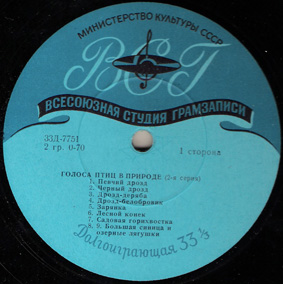 МИНИСТЕРСТВО КУЛЬТУРЫ СССР
ВСГ
ВСЕСОЮЗНАЯ СТУДИЯ ГРАМЗАПИСИ
33Д-7751
2 гр. 0-70
1 сторона
ГОЛОСА ПТИЦ В ПРИРОДЕ (2-я серия)
1. Певчий дрозд
2. Черный дрозд
3. Дрозд-деряба
4. Дрозд-белобровик
5. Зарянка
6. Лесной конек
7. Садовая горихвостка
8. 9. Большая синица и
озерные лягушки
Долгоиграющая 33⅓